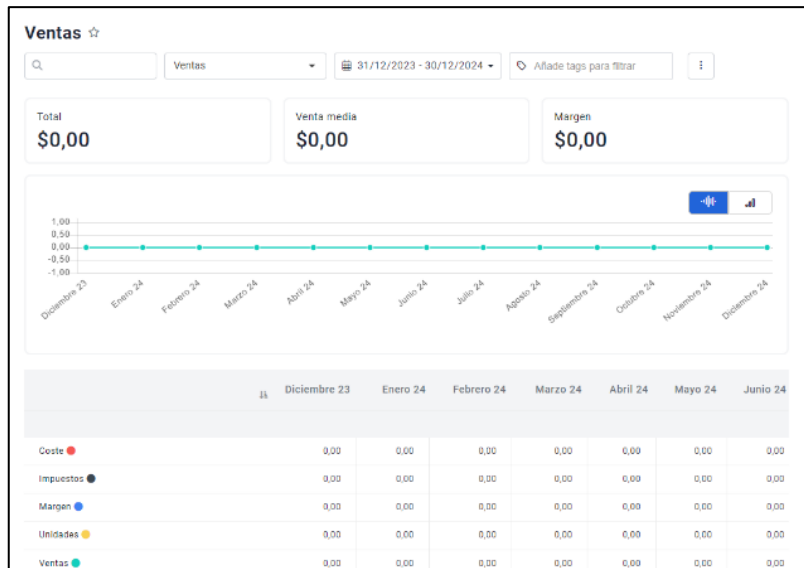 Ventas
Ventas 31/12/2023 - 30/12/2024 Añade tags para filtrar
Total Venta media Margen
$0,00 $0,00 $0,00
1,00
0,50
0,00
-0,50
-1,00
Diciembre 23 Enero 24 Febrero 24 Marzo 24 Abril 24 Mayo 24 Junio 24 Julio 24 Agosto 24 Septiembre 24 Octubre 24 Noviembre 24 Diciembre 24
Diciembre 23 Enero 24 Febrero 24 Marzo 24 Abril 24 Mayo 24 Junio 24
Coste 0,00 0,00 0,00 0,00 0,00 0,00 0,00
Impuestos 0,00 0,00 0,00 0,00 0,00 0,00 0,00
Margen 0,00 0,00 0,00 0,00 0,00 0,00 0,00
Unidades 0,00 0,00 0,00 0,00 0,00 0,00 0,00
Ventas 0,00 0,00 0,00 0,00 0,00 0,00 0,00